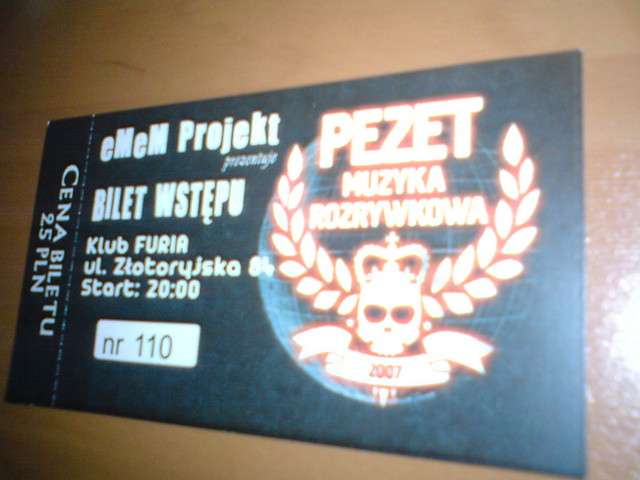 CENA BILETU
25 PLN
eMeM Projekt
prezentuje
BILET WSTĘPU
Klub FURIA
ul. Złotoryjska 84
Start: 20:00
nr 110
PEZET
MUZYKA
ROZRYWKOWA
2007